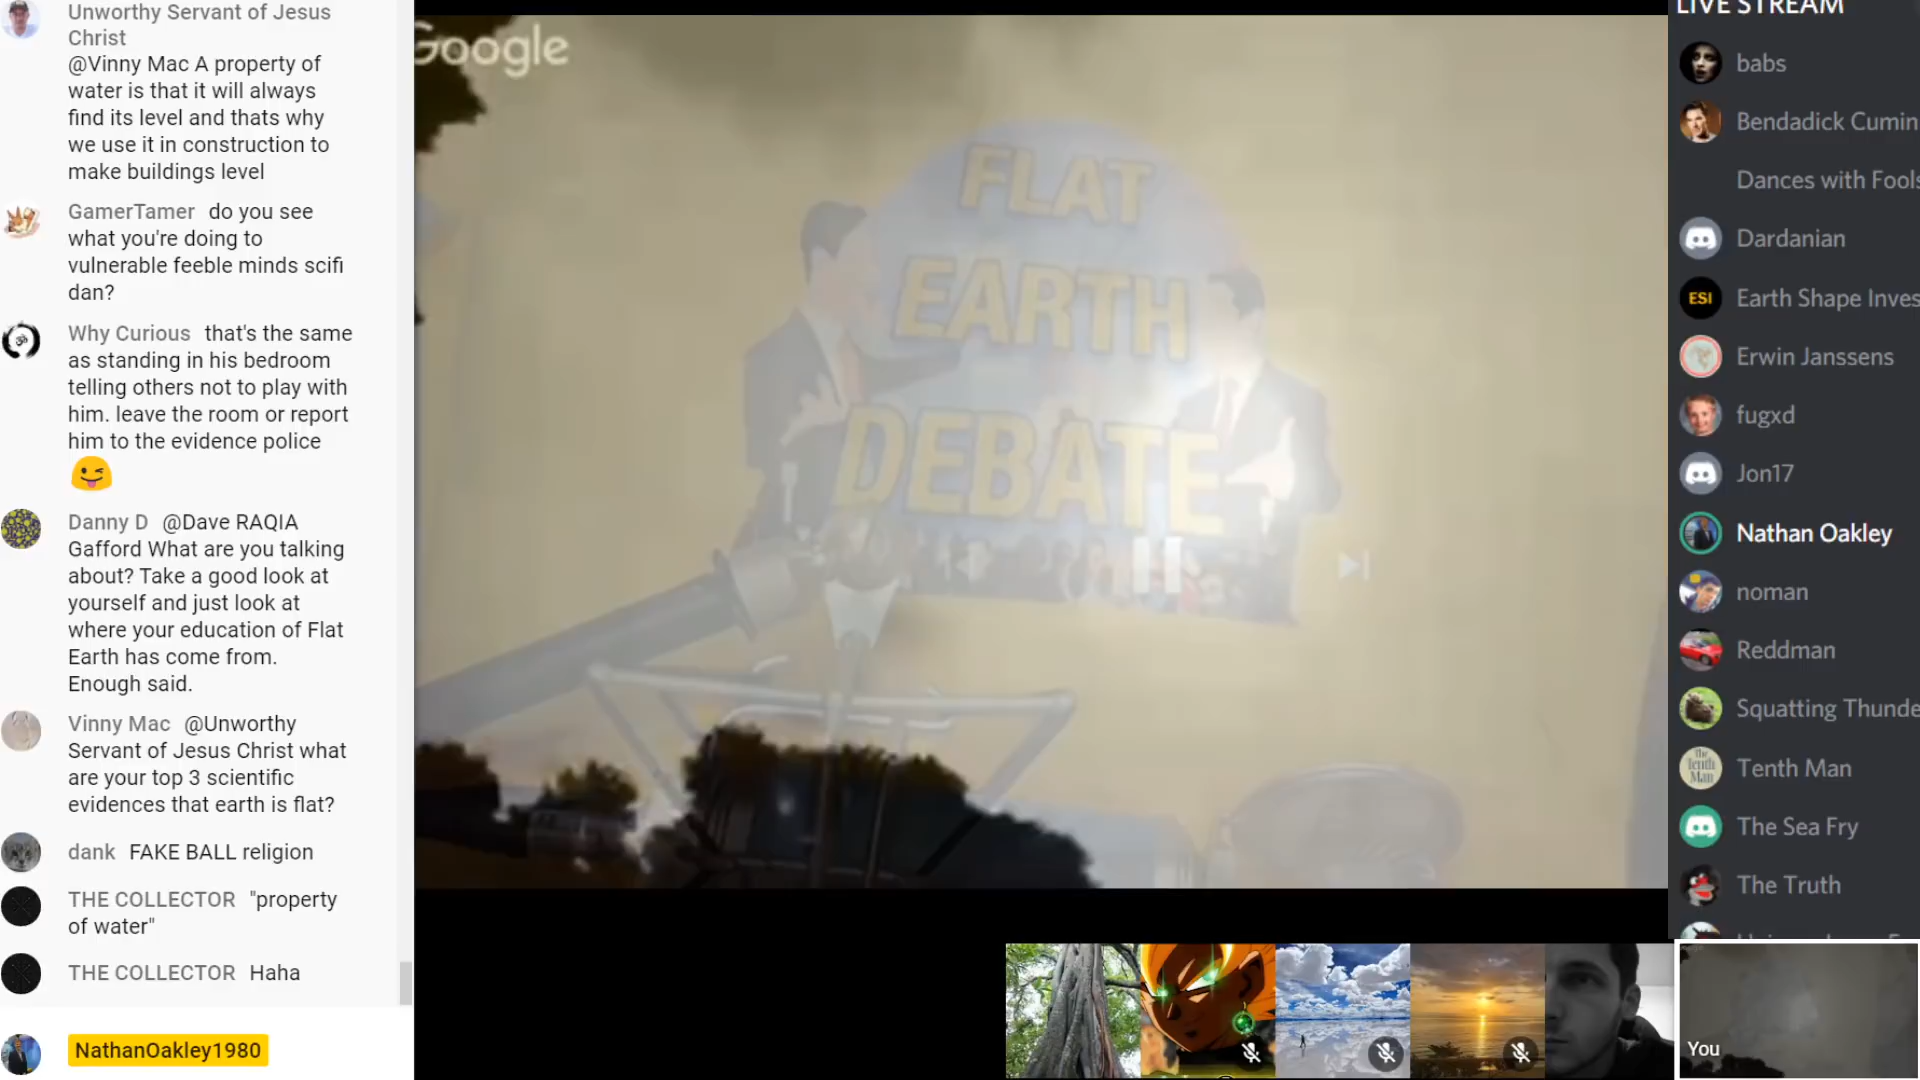 Unworthy Servant of Jesus
Christ
@Vinny Mac A property of
water is that it will always
find its level and thats why
we use it in construction to
make buildings level
GamerTamer do you see
what you're doing to
vulnerable feeble minds scifi
dan?
Why Curious that's the same
as standing in his bedroom
telling others not to play with
him. leave the room or report
him to the evidence police
Danny D @Dave RAQIA
Gafford What are you talking
about? Take a good look at
yourself and just look at
where your education of Flat
Earth has come from.
Enough said.
Vinny Mac @Unworthy
Servant of Jesus Christ what
are your top 3 scientific
evidences that earth is flat?
dank FAKE BALL religion
THE COLLECTOR "property
of water"
THE COLLECTOR Haha
NathanOakley1980
Google
FLAT
EARTH
DEBATE
LIVE STREAM
babs
Bendadick Cumin
Dances with Fools
Dardanian
ESI
Earth Shape Inves
Erwin Janssens
fugxd
Jon17
Nathan Oakley
noman
Reddman
Squatting Thunde
The
Tenth
Man
Tenth Man
The Sea Fry
The Truth
You